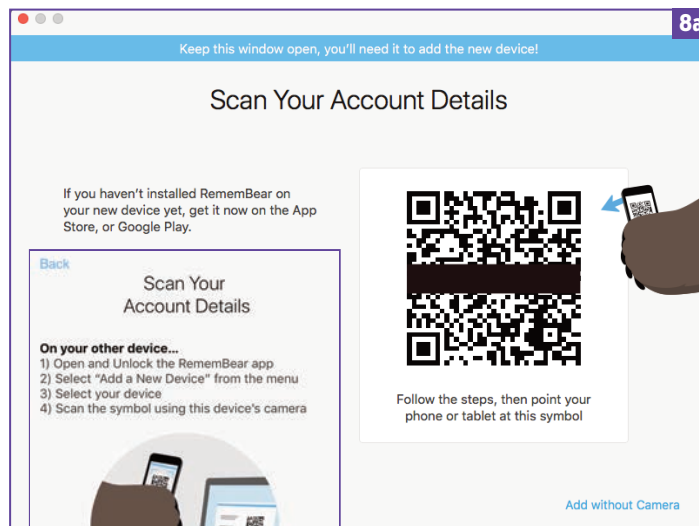 8a
Keep this window open, you'll need it to add the new device!
Scan Your Account Details
If you haven't installed RememBear on
your new device yet, get it now on the App
Store, or Google Play.
Back
Scan Your
Account Details
On your other device...
1) Open and Unlock the RememBear app
2) Select “Add a New Device” from the menu
3) Select your device
4) Scan the symbol using this device's camera
Follow the steps, then point your
phone or tablet at this symbol
Add without Camera